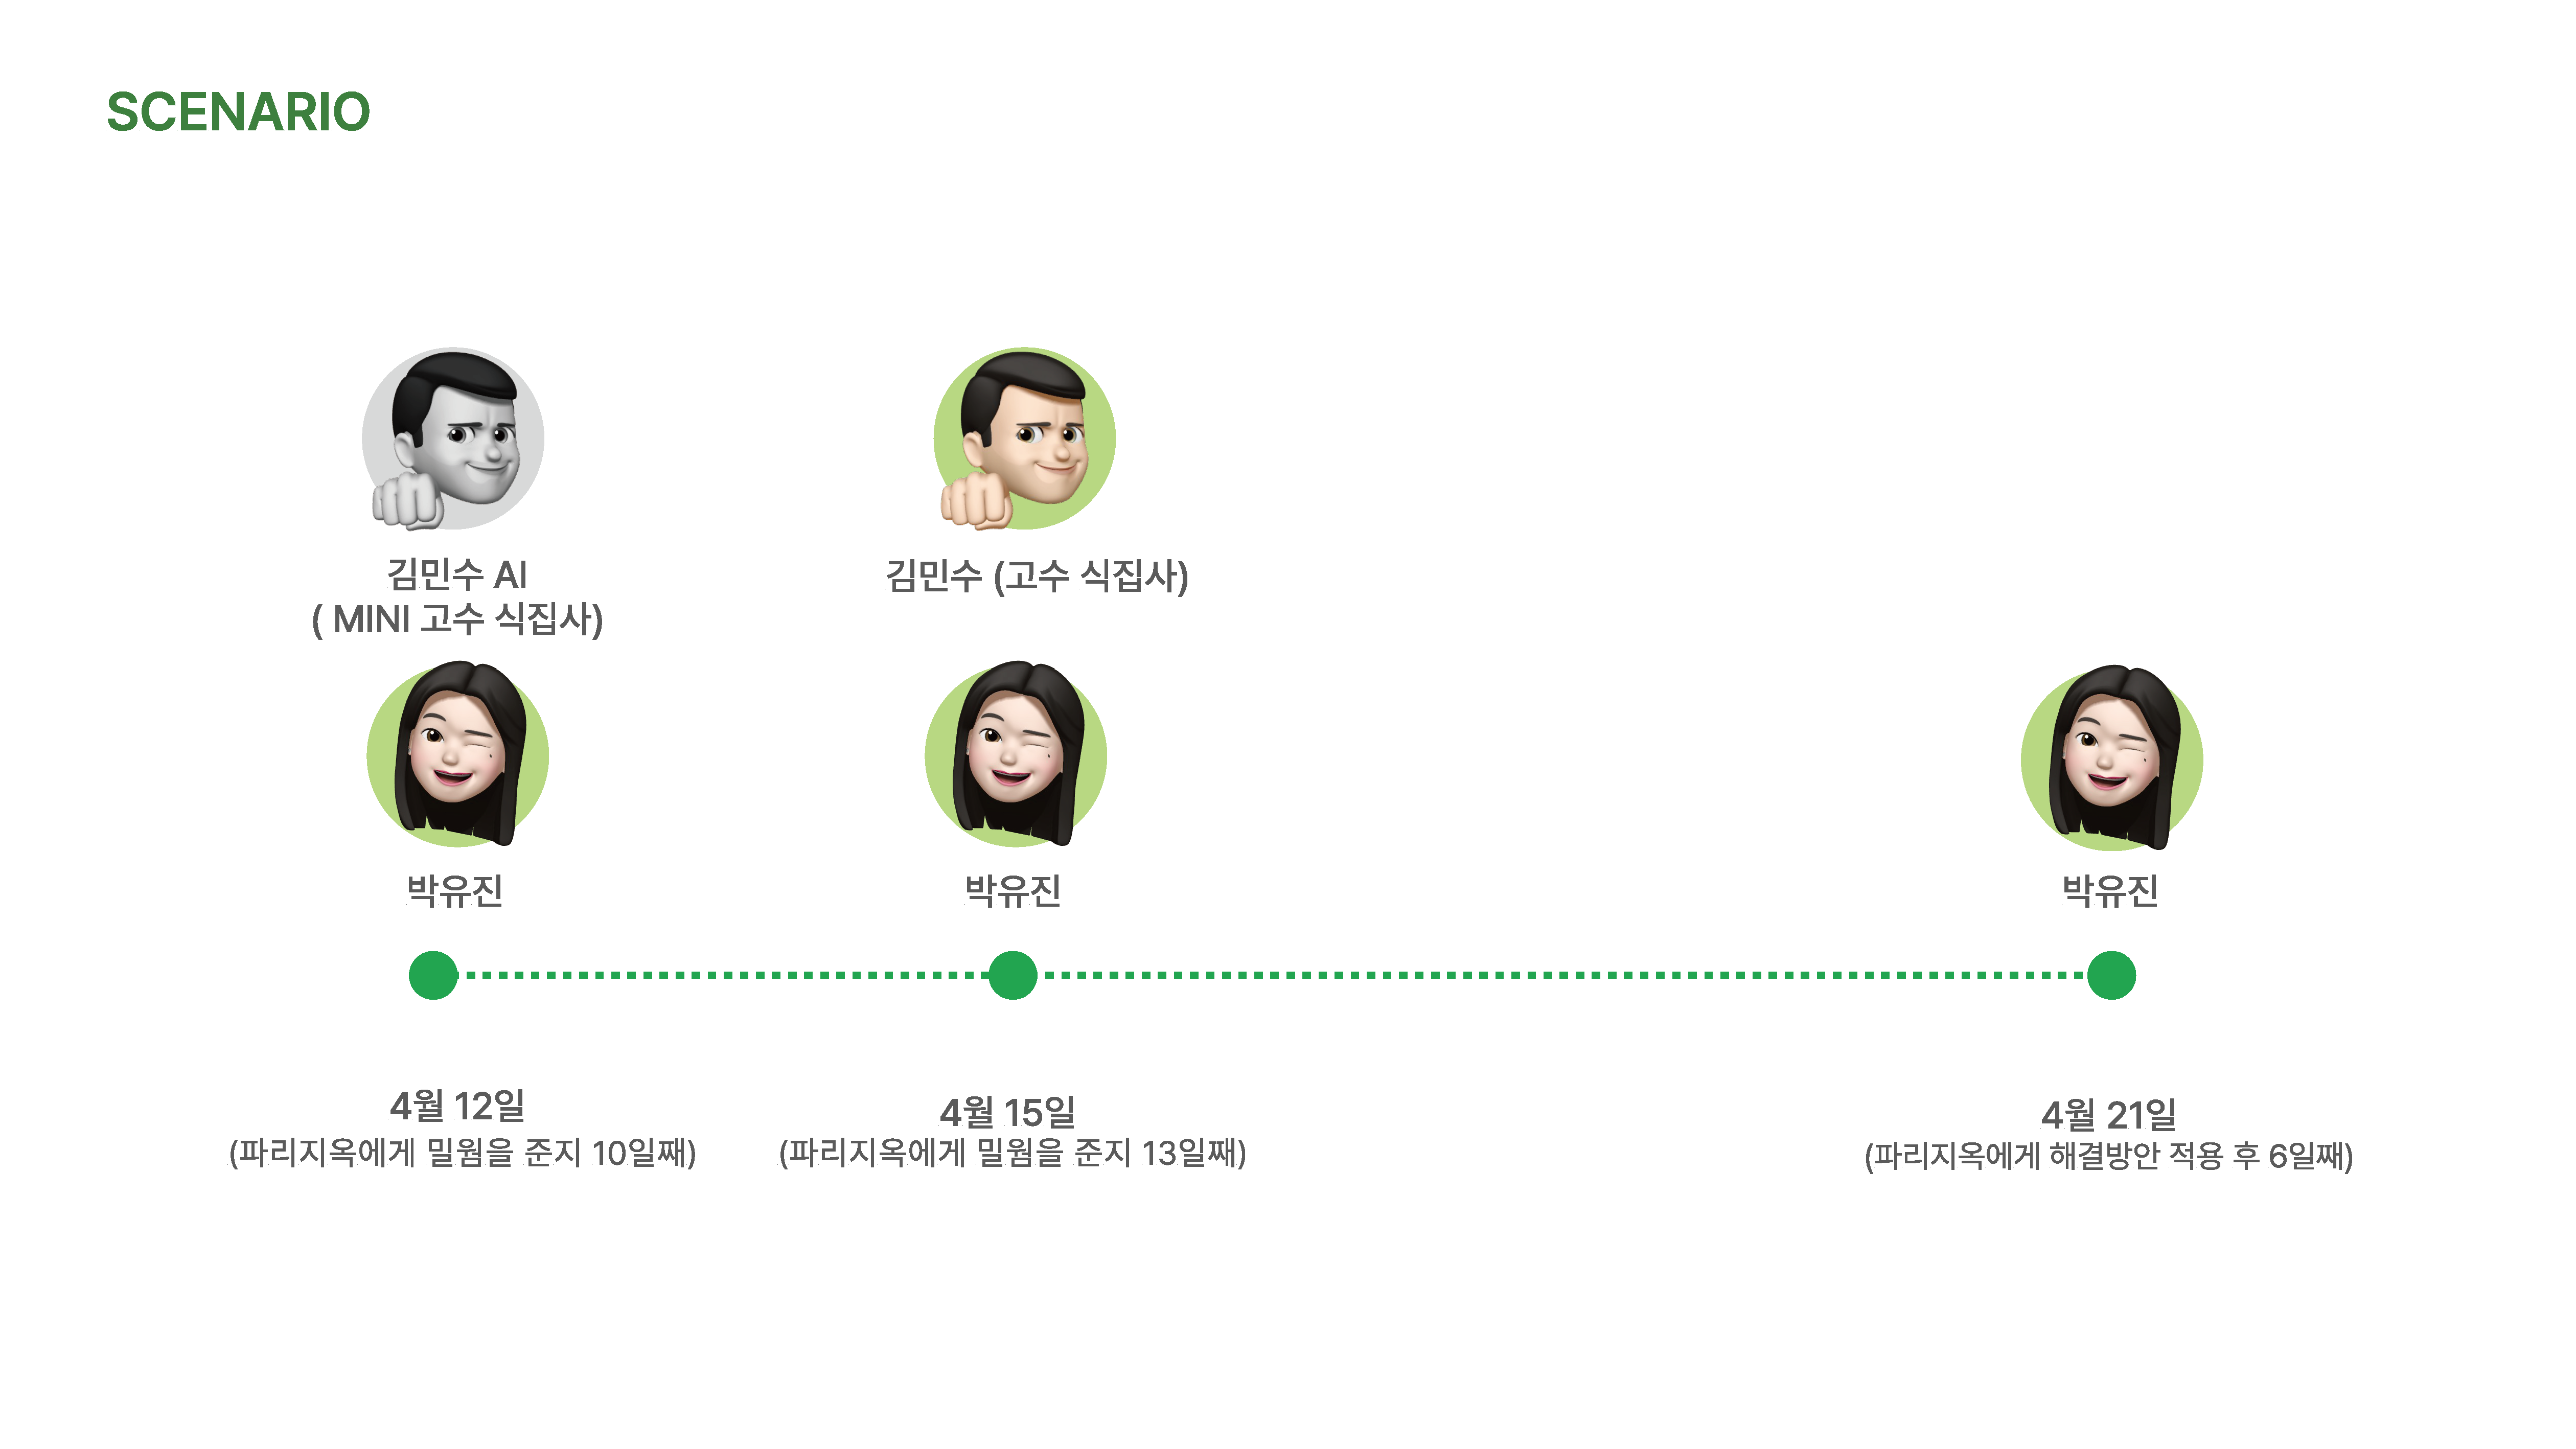 SCENARIO
김민수 AI
( MINI 고수 식집사)
김민수 (고수 식집사)
박유진
박유진
박유진
4월 12일
(파리지옥에게 밀웜을 준지 10일째)
4월 15일
(파리지옥에게 밀웜을 준지 13일째)
4월 21일
(파리지옥에게 해결방안 적용 후 6일째)